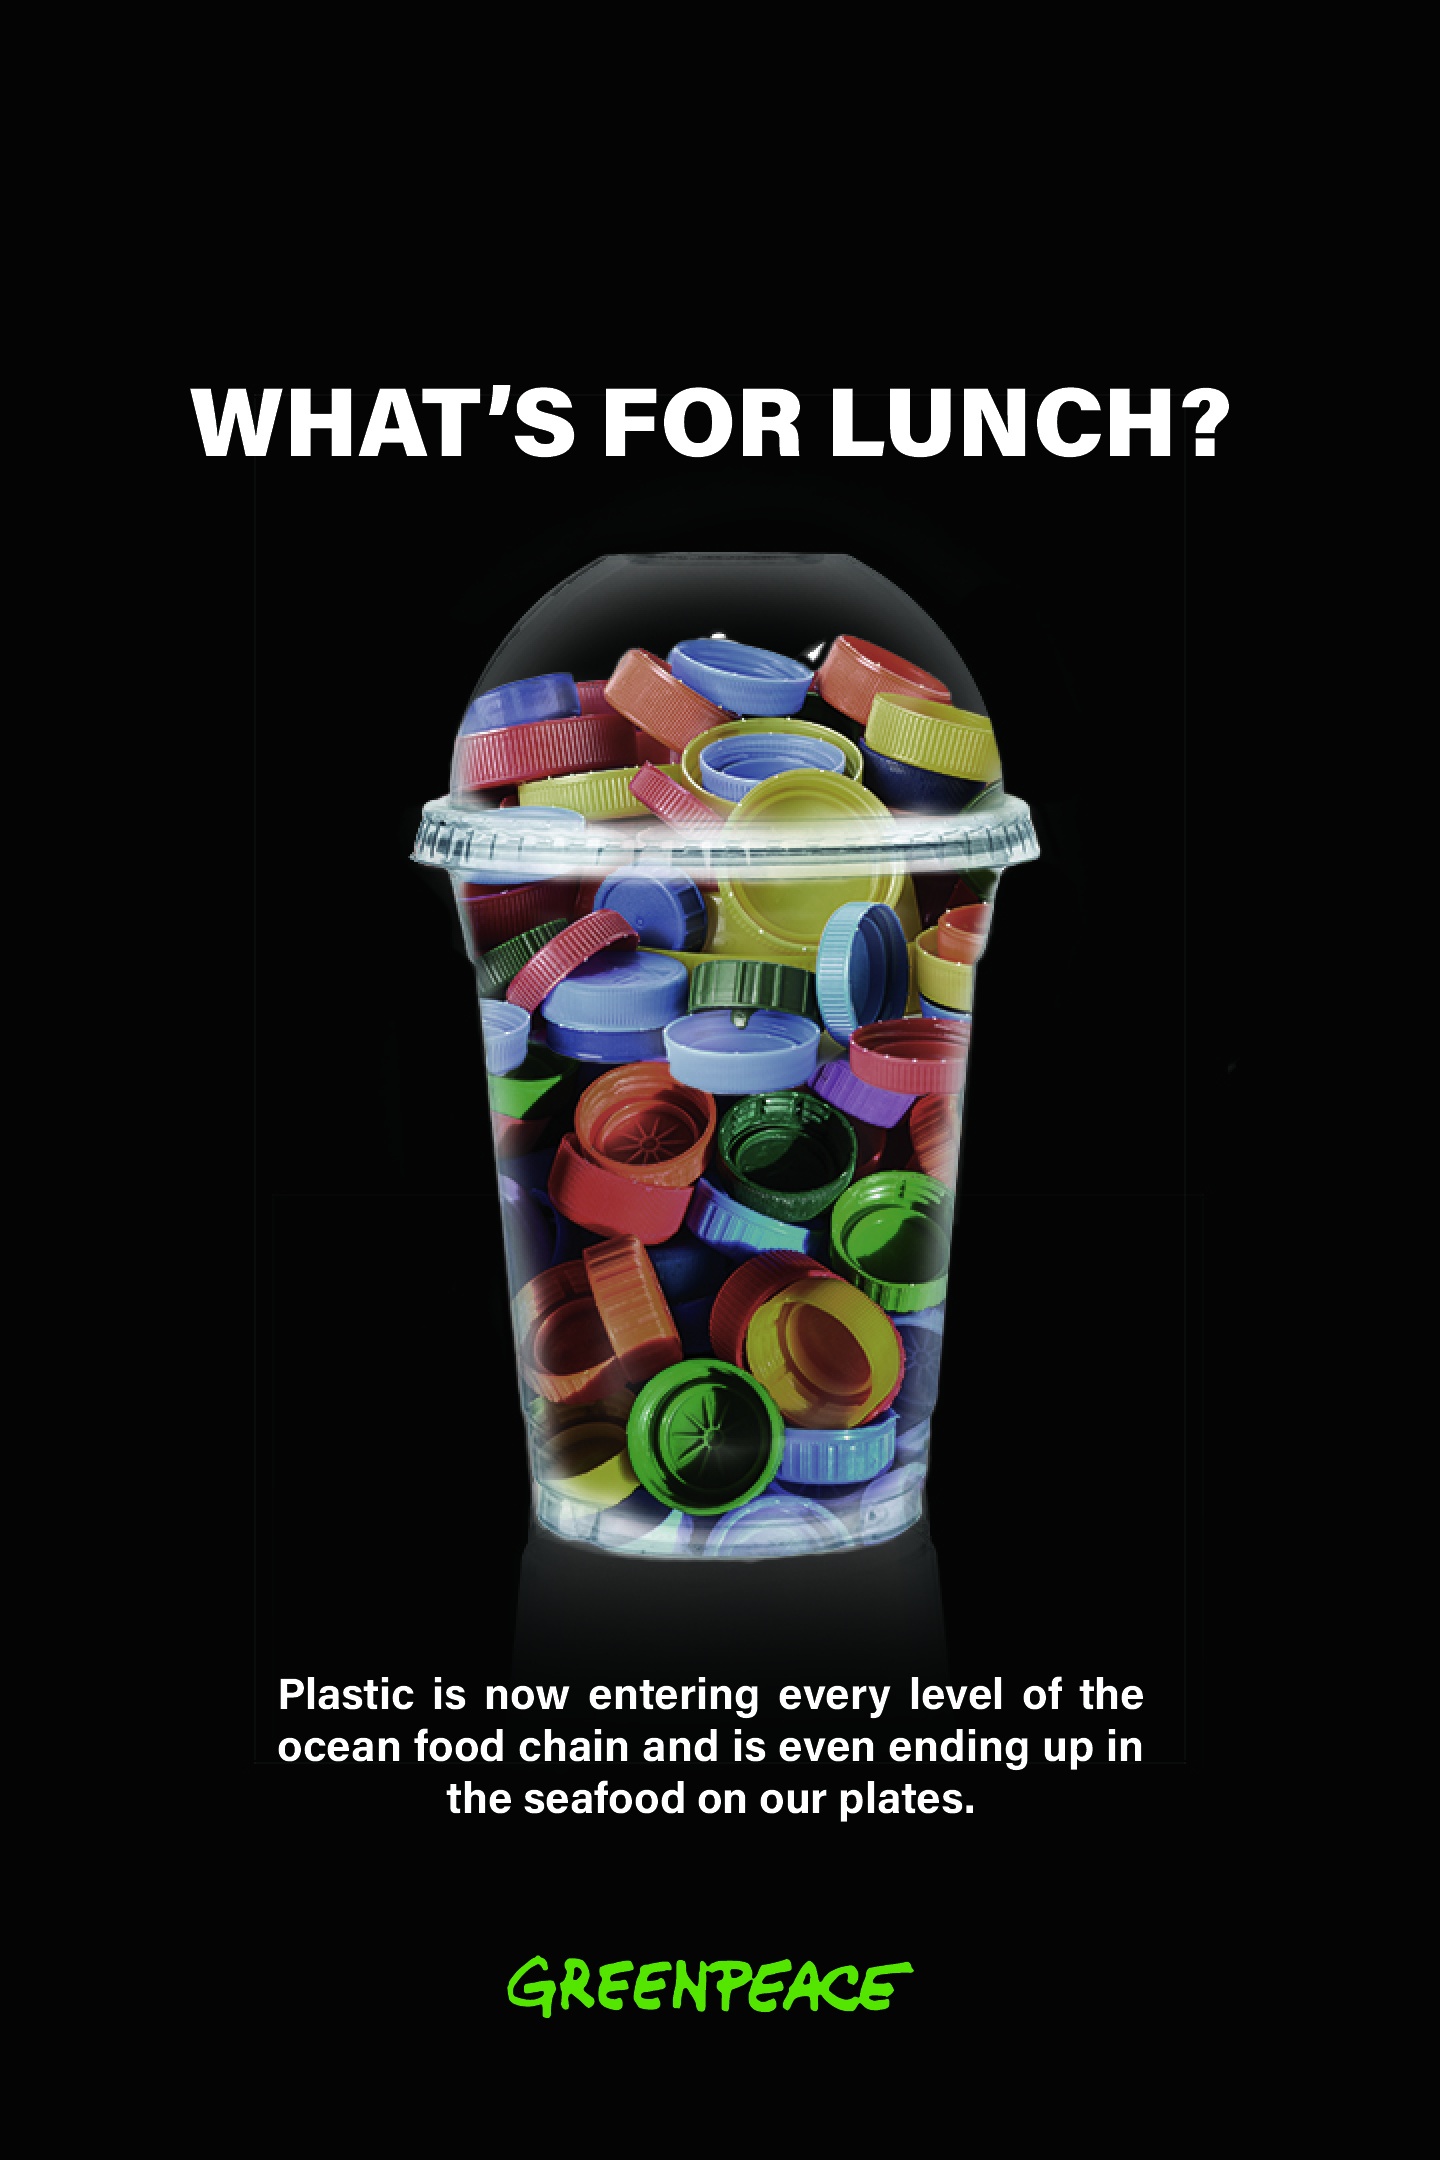 WHAT’S FOR LUNCH?
Plastic is now entering every level of the
ocean food chain and is even ending up in
the seafood on our plates.
GREENPEACE